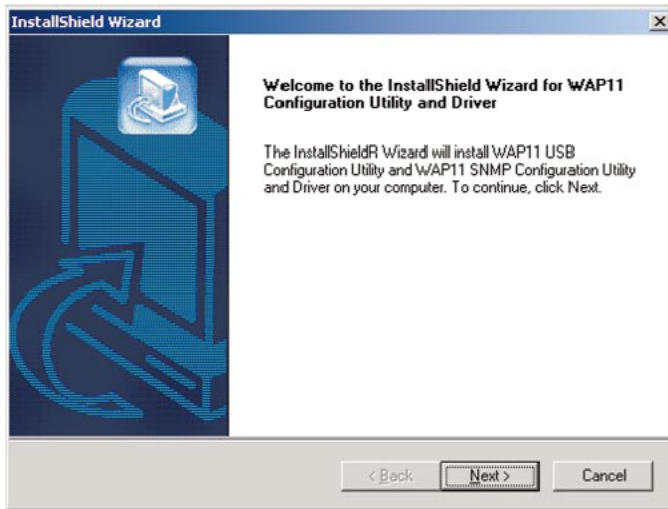 InstallShield Wizard
Welcome to the InstallShield Wizard for WAP11
Configuration Utility and Driver
The InstallShieldR Wizard will install WAP11 USB
Configuration Utility and WAP11 SNMP Configuration Utility
and Driver on your computer. To continue, click Next.
< Back
Next >
Cancel